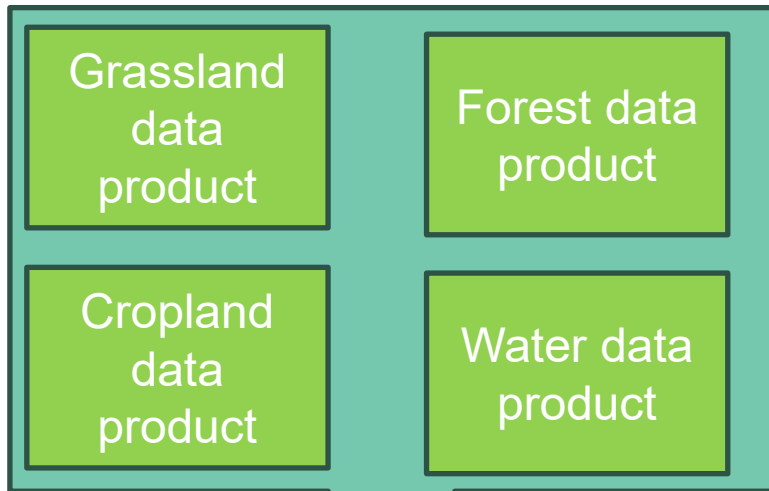 Grassland
data
product
Forest data
product
Cropland
data
product
Water data
product